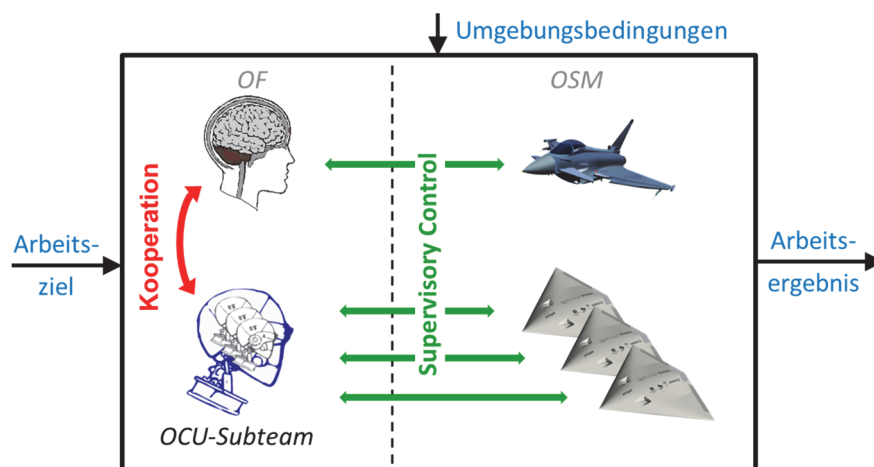 Umgebungsbedingungen
OF
OSM
Kooperation
Supervisory Control
Arbeits-
ziel
Arbeits-
ergebnis
OCU-Subteam